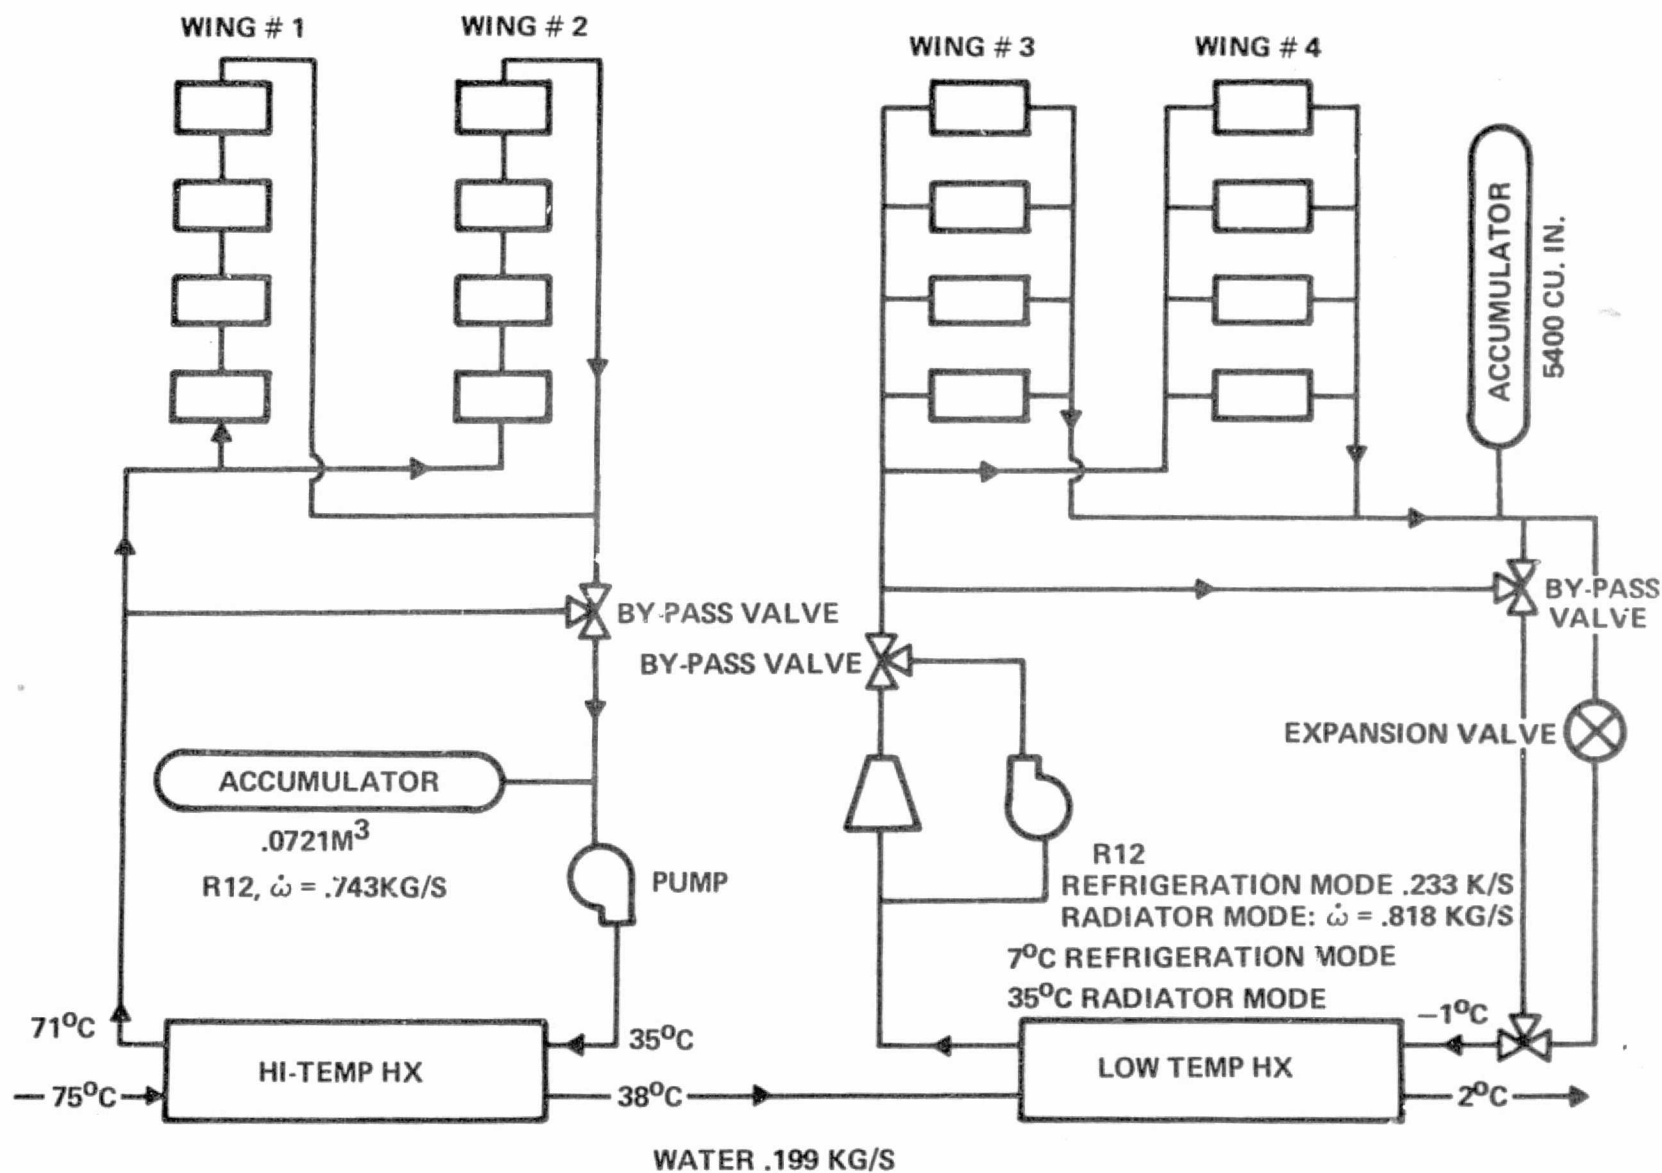 WING # 1
WING # 2
WING # 3
WING # 4
ACCUMULATOR
5400 CU. IN.
BY-PASS VALVE
BY-PASS
VALVE
BY-PASS VALVE
EXPANSION VALVE
ACCUMULATOR
.0721M³
R12, ω̇ = .743KG/S
PUMP
R12
REFRIGERATION MODE .233 K/S
RADIATOR MODE: ω̇ = .818 KG/S
7°C REFRIGERATION MODE
35°C RADIATOR MODE
71°C
35°C
–1°C
HI-TEMP HX
LOW TEMP HX
75°C
38°C
2°C
WATER .199 KG/S